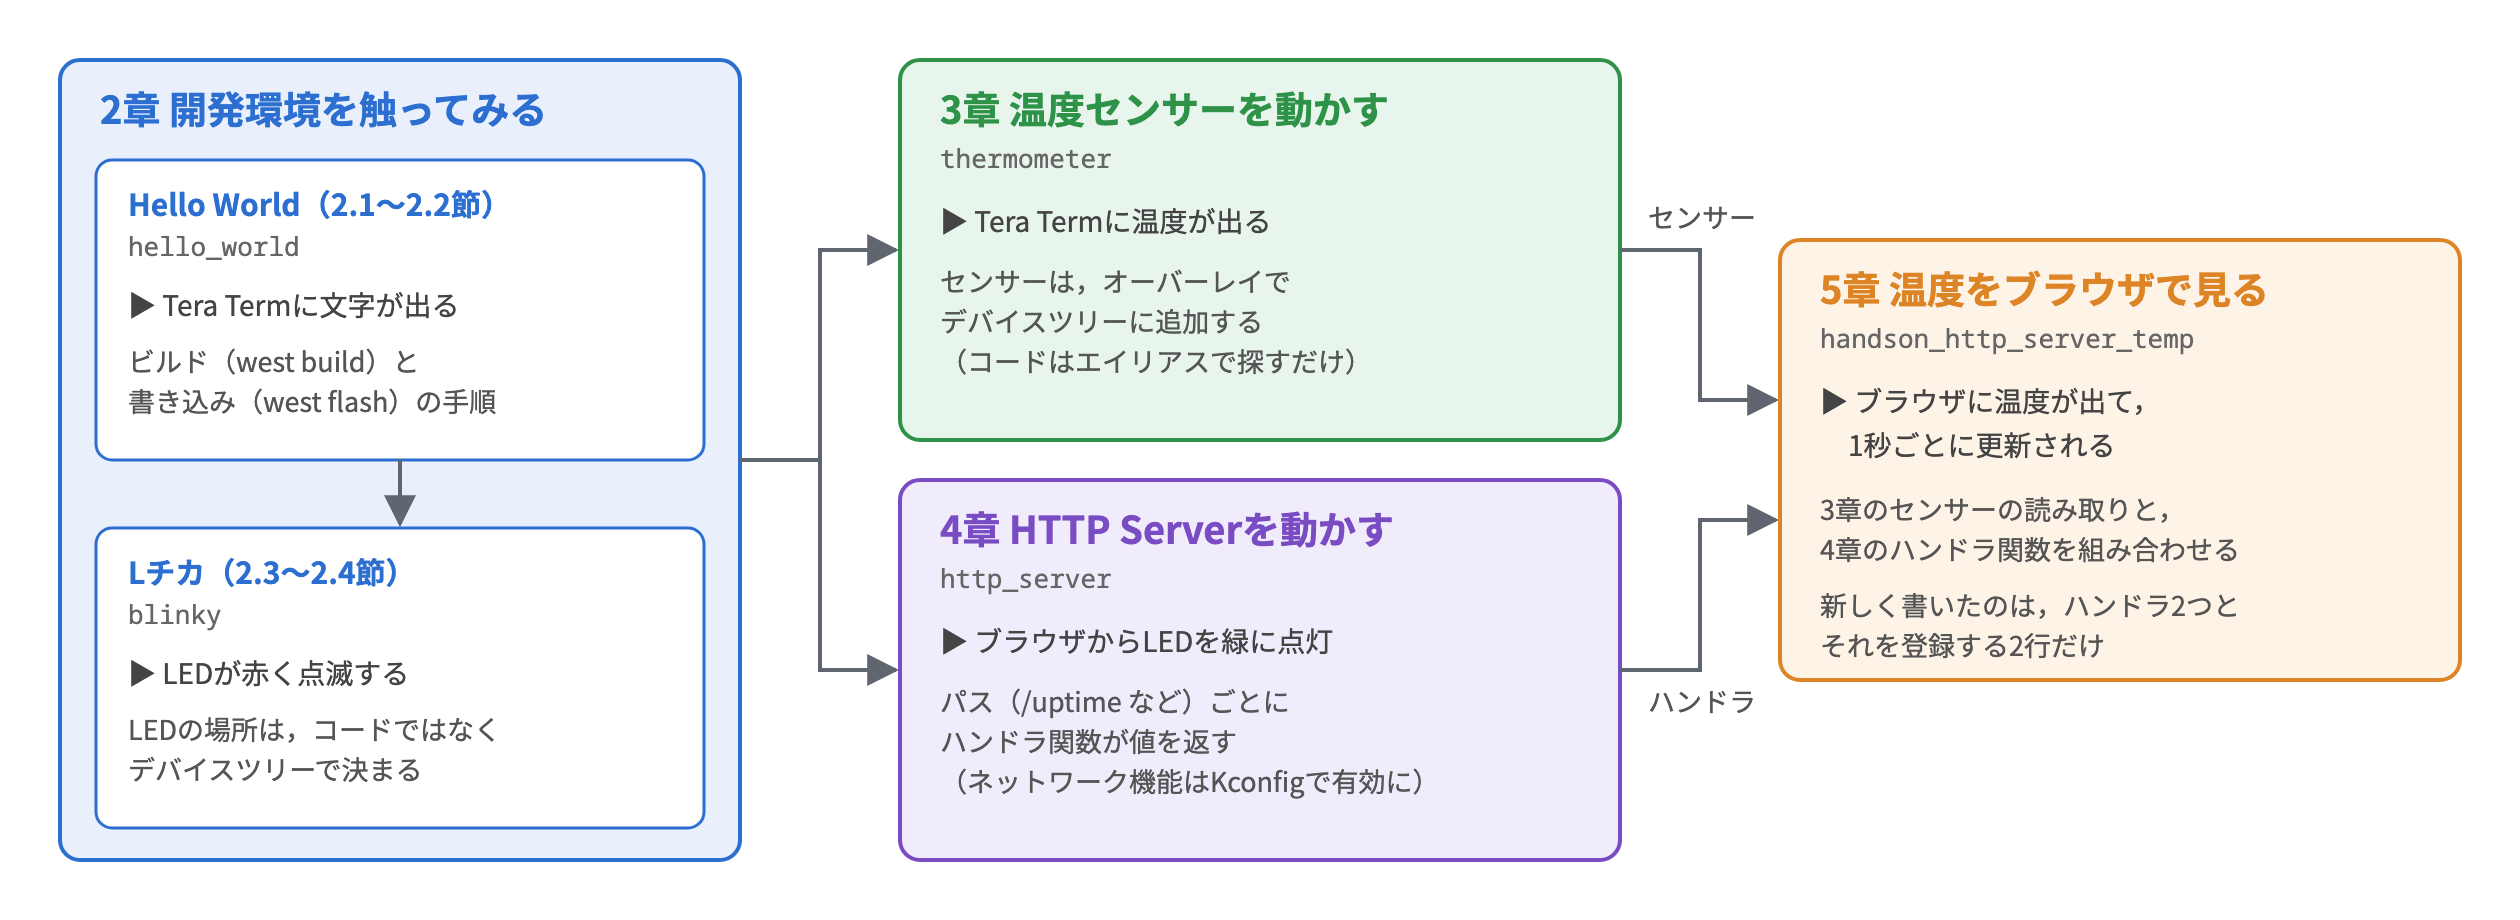 2章 開発環境を触ってみる
Hello World（2.1～2.2節）
hello_world
▶ Tera Termに文字が出る
ビルド（west build）と
書き込み（west flash）の手順
Lチカ（2.3～2.4節）
blinky
▶ LEDが赤く点滅する
LEDの場所は，コードではなく
デバイスツリーで決まる
3章 温度センサーを動かす
thermometer
▶ Tera Termに温度が出る
センサーは，オーバーレイで
デバイスツリーに追加する
（コードはエイリアスで探すだけ）
4章 HTTP Serverを動かす
http_server
▶ ブラウザからLEDを緑に点灯
パス（/uptime など）ごとに
ハンドラ関数が値を返す
（ネットワーク機能はKconfigで有効に）
センサー
ハンドラ
5章 温度をブラウザで見る
handson_http_server_temp
▶ ブラウザに温度が出て，
1秒ごとに更新される
3章のセンサーの読み取りと，
4章のハンドラ関数を組み合わせる
新しく書いたのは，ハンドラ2つと
それを登録する2行だけ